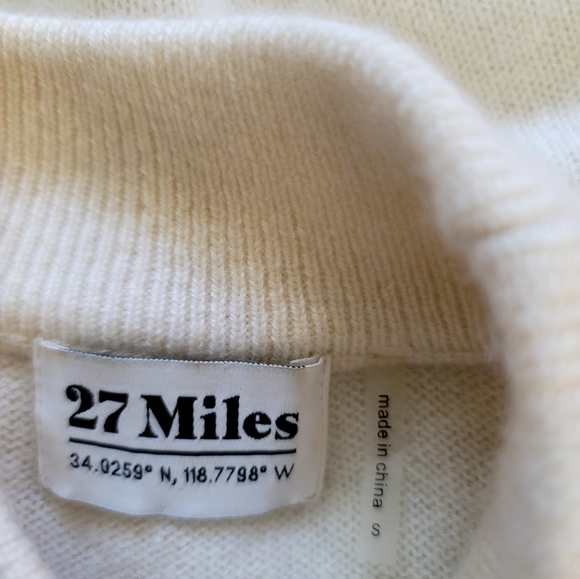 27 Miles
34.0259° N, 118.7798° W
made in china S